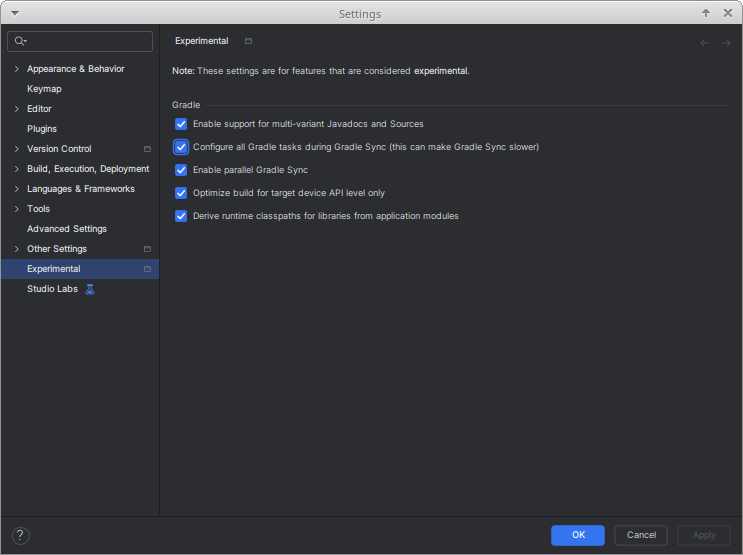 Settings
Experimental
Appearance & Behavior
Note: These settings are for features that are considered experimental.
Keymap
Editor
Gradle
Plugins
Enable support for multi-variant Javadocs and Sources
Version Control
Configure all Gradle tasks during Gradle Sync (this can make Gradle Sync slower)
Build, Execution, Deployment
Enable parallel Gradle Sync
Languages & Frameworks
Optimize build for target device API level only
Tools
Derive runtime classpaths for libraries from application modules
Advanced Settings
Other Settings
Experimental
Studio Labs
?
OK
Cancel
Apply